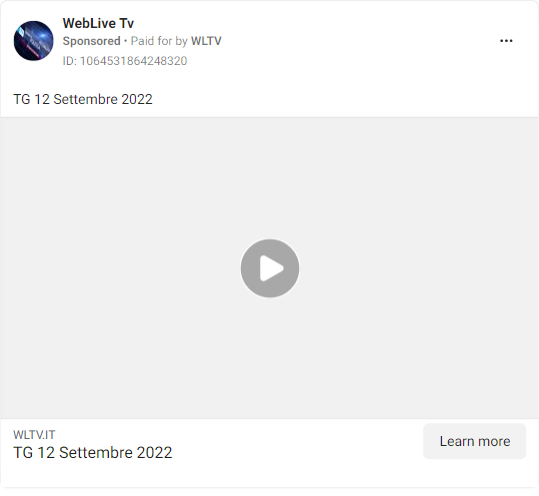 WebLive Tv
Sponsored • Paid for by WLTV
ID: 1064531864248320
TG 12 Settembre 2022
WLTV.IT
TG 12 Settembre 2022
Learn more